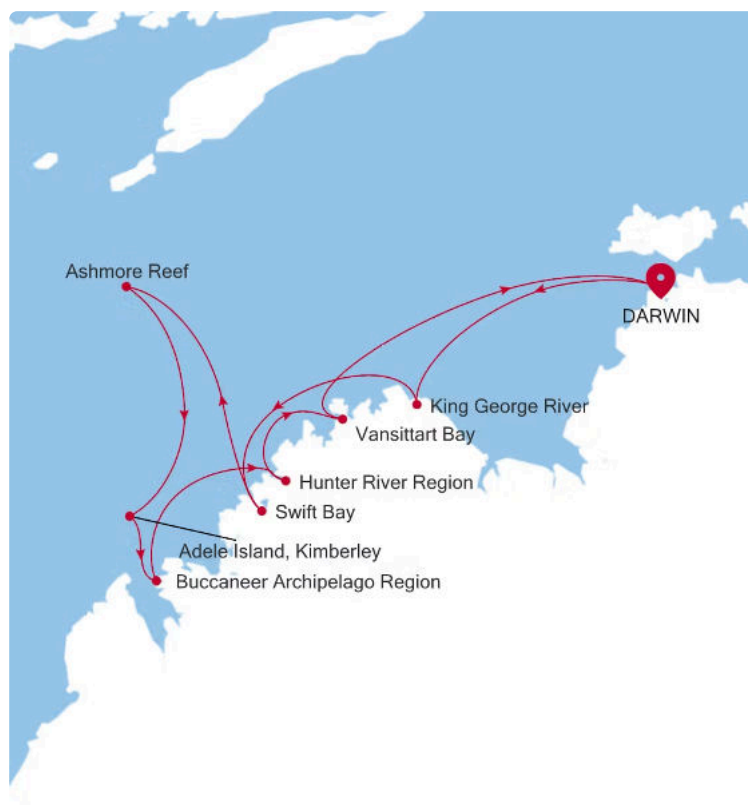 Ashmore Reef
DARWIN
King George River
Vansittart Bay
Hunter River Region
Swift Bay
Adele Island, Kimberley
Buccaneer Archipelago Region